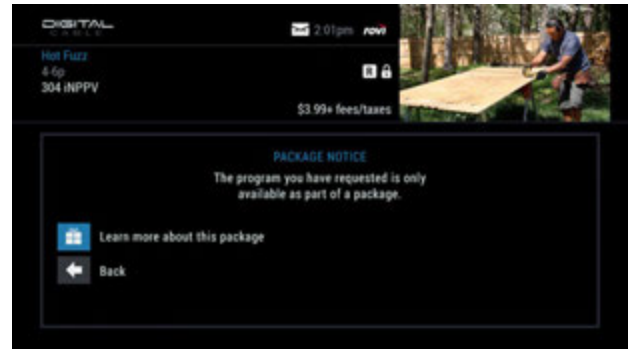 DIGITAL
CABLE
2:01pm rovi
Hot Fuzz
4-6p
R
304 iNPPV
$3.99+ fees/taxes
PACKAGE NOTICE
The program you have requested is only
available as part of a package.
Learn more about this package
Back